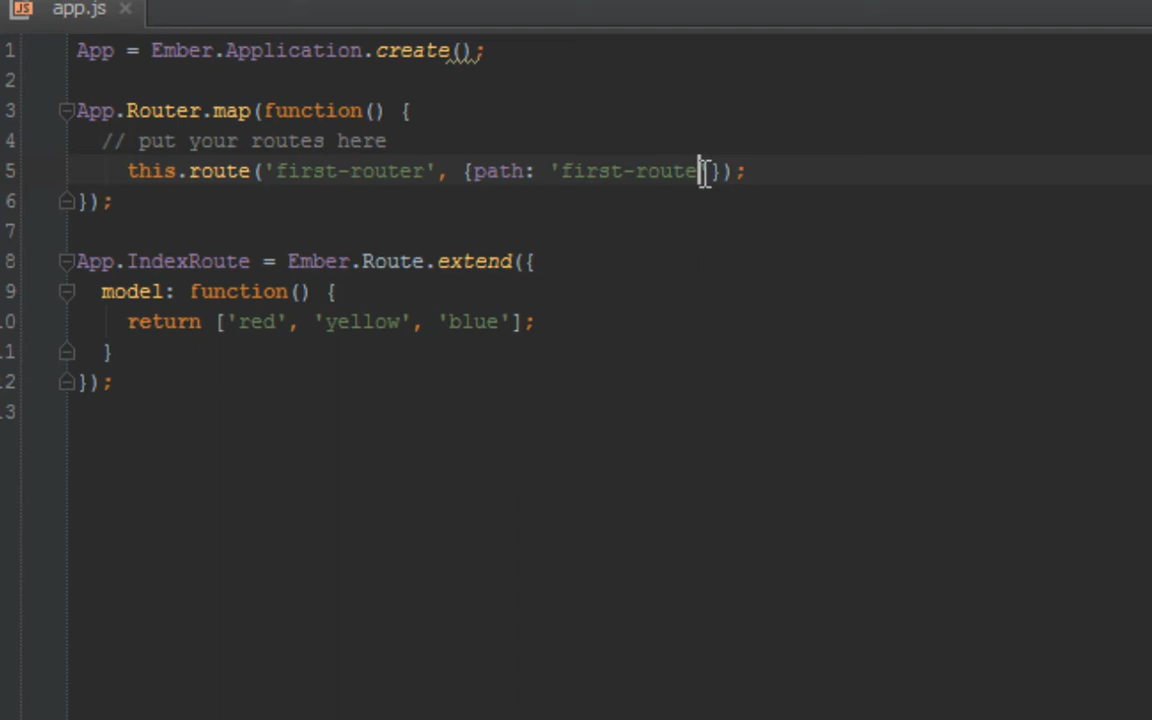 JS app.js ×
1 App = Ember.Application.create();
2
3 App.Router.map(function() {
4 // put your routes here
5 this.route('first-router', {path: 'first-route'});
6 });
7
8 App.IndexRoute = Ember.Route.extend({
9 model: function() {
0 return ['red', 'yellow', 'blue'];
1 }
2 });
3